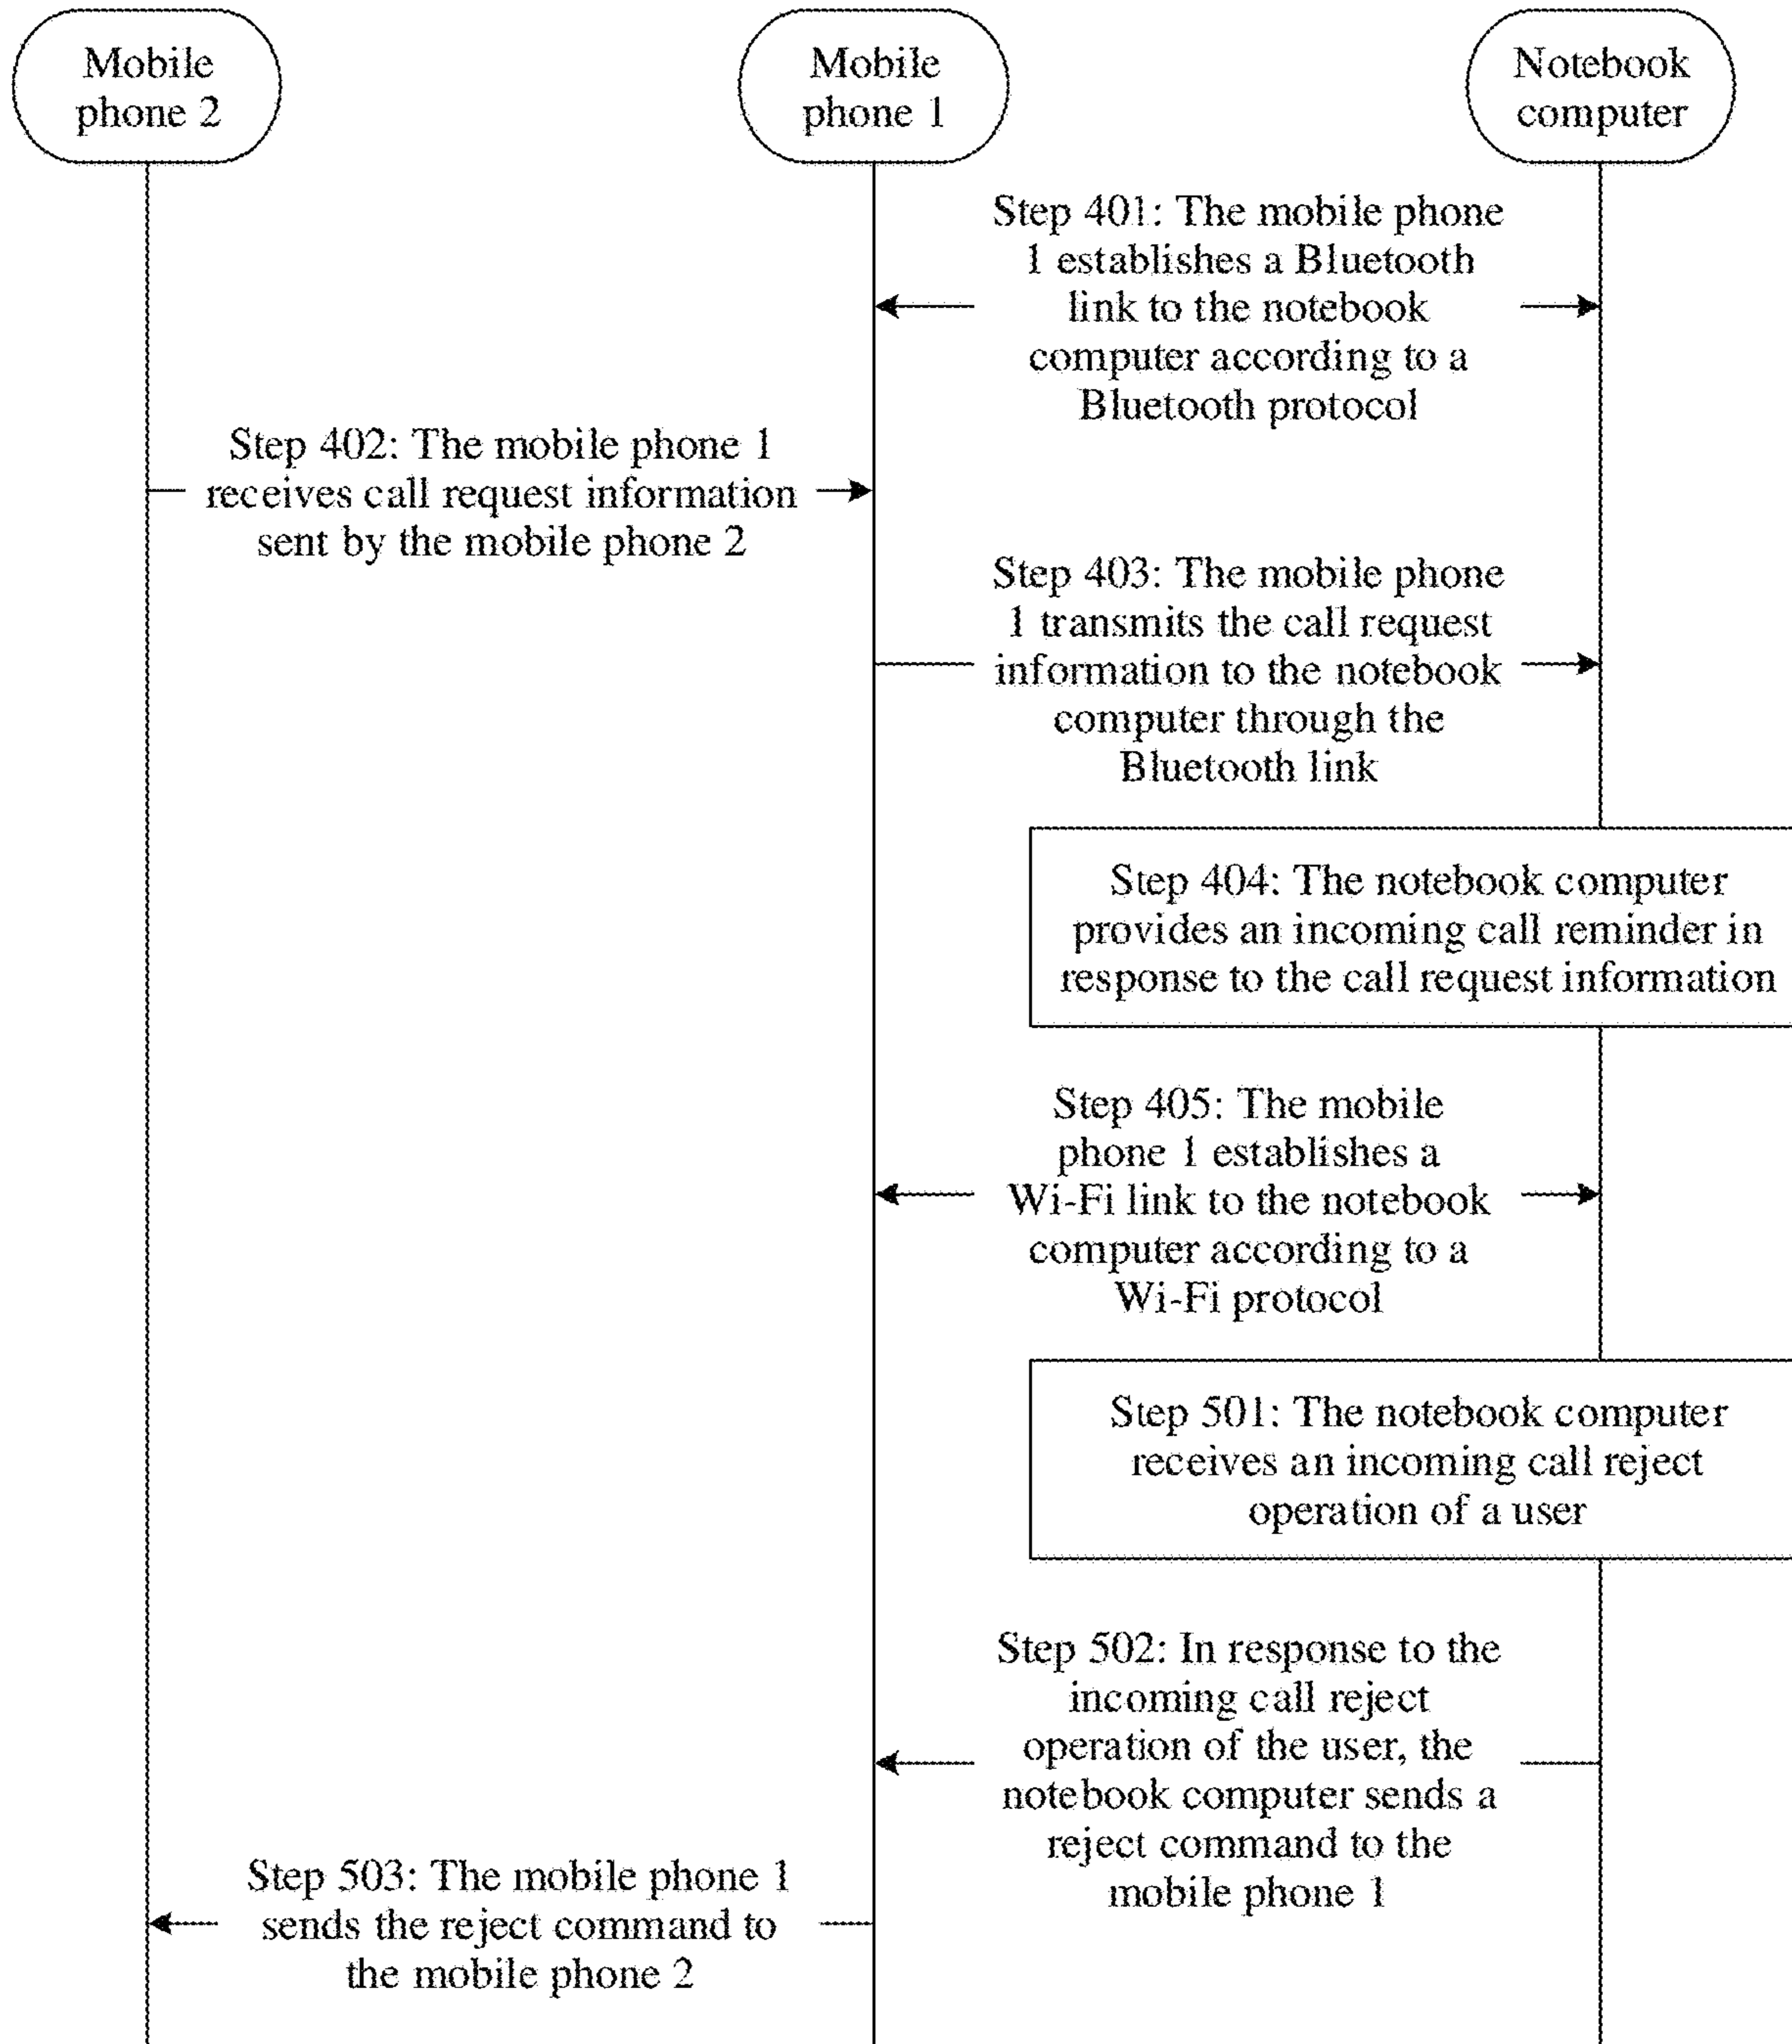 Mobile
phone 2
Mobile
phone 1
Notebook
computer
Step 401: The mobile phone
1 establishes a Bluetooth
link to the notebook
computer according to a
Bluetooth protocol
Step 402: The mobile phone 1
receives call request information
sent by the mobile phone 2
Step 403: The mobile phone
1 transmits the call request
information to the notebook
computer through the
Bluetooth link
Step 404: The notebook computer
provides an incoming call reminder in
response to the call request information
Step 405: The mobile
phone 1 establishes a
Wi-Fi link to the notebook
computer according to a
Wi-Fi protocol
Step 501: The notebook computer
receives an incoming call reject
operation of a user
Step 502: In response to the
incoming call reject
operation of the user, the
notebook computer sends a
reject command to the
mobile phone 1
Step 503: The mobile phone 1
sends the reject command to
the mobile phone 2